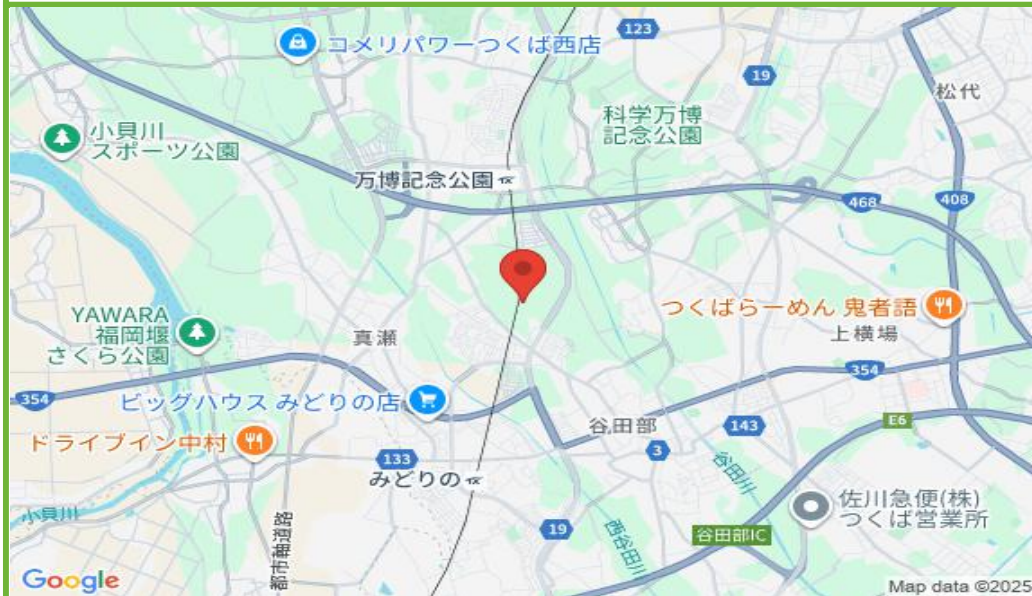 コメリパワーつくば西店
123
19
松代
科学万博
記念公園
小貝川
スポーツ公園
万博記念公園
468
408
YAWARA
福岡堰
さくら公園
真瀬
つくばらーめん 鬼者語
上横場
354
354
ビッグハウス みどりの店
谷田部
143
E6
ドライブイン中村
133
3
みどりの
谷田川
佐川急便(株)
つくば営業所
小貝川
都市軸道路
19
西谷田川
谷田部IC
Google
Map data ©2025